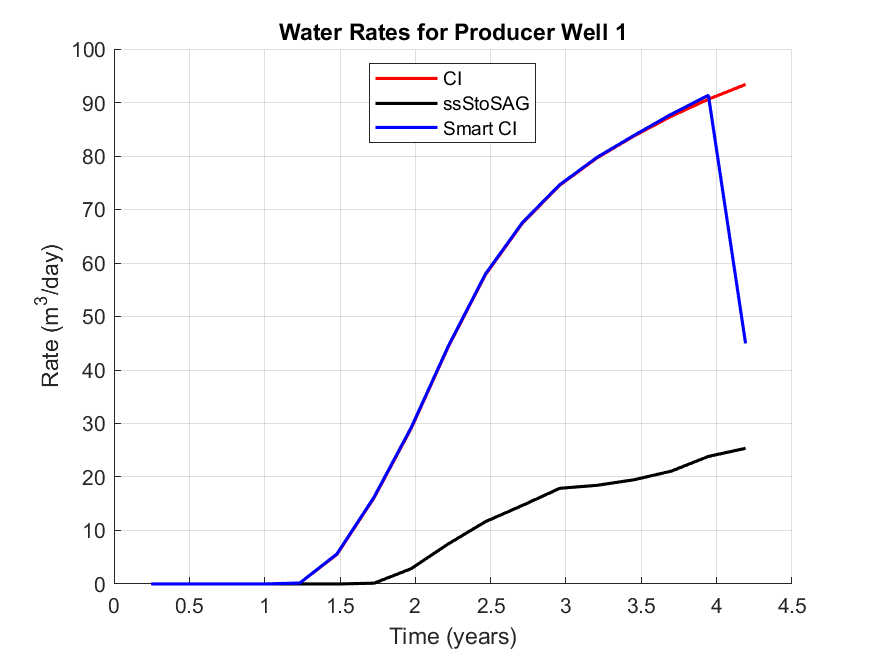 Water Rates for Producer Well 1
CI
ssStoSAG
Smart CI
100
90
80
70
60
50
40
30
20
10
0
Rate (m³/day)
0 0.5 1 1.5 2 2.5 3 3.5 4 4.5
Time (years)